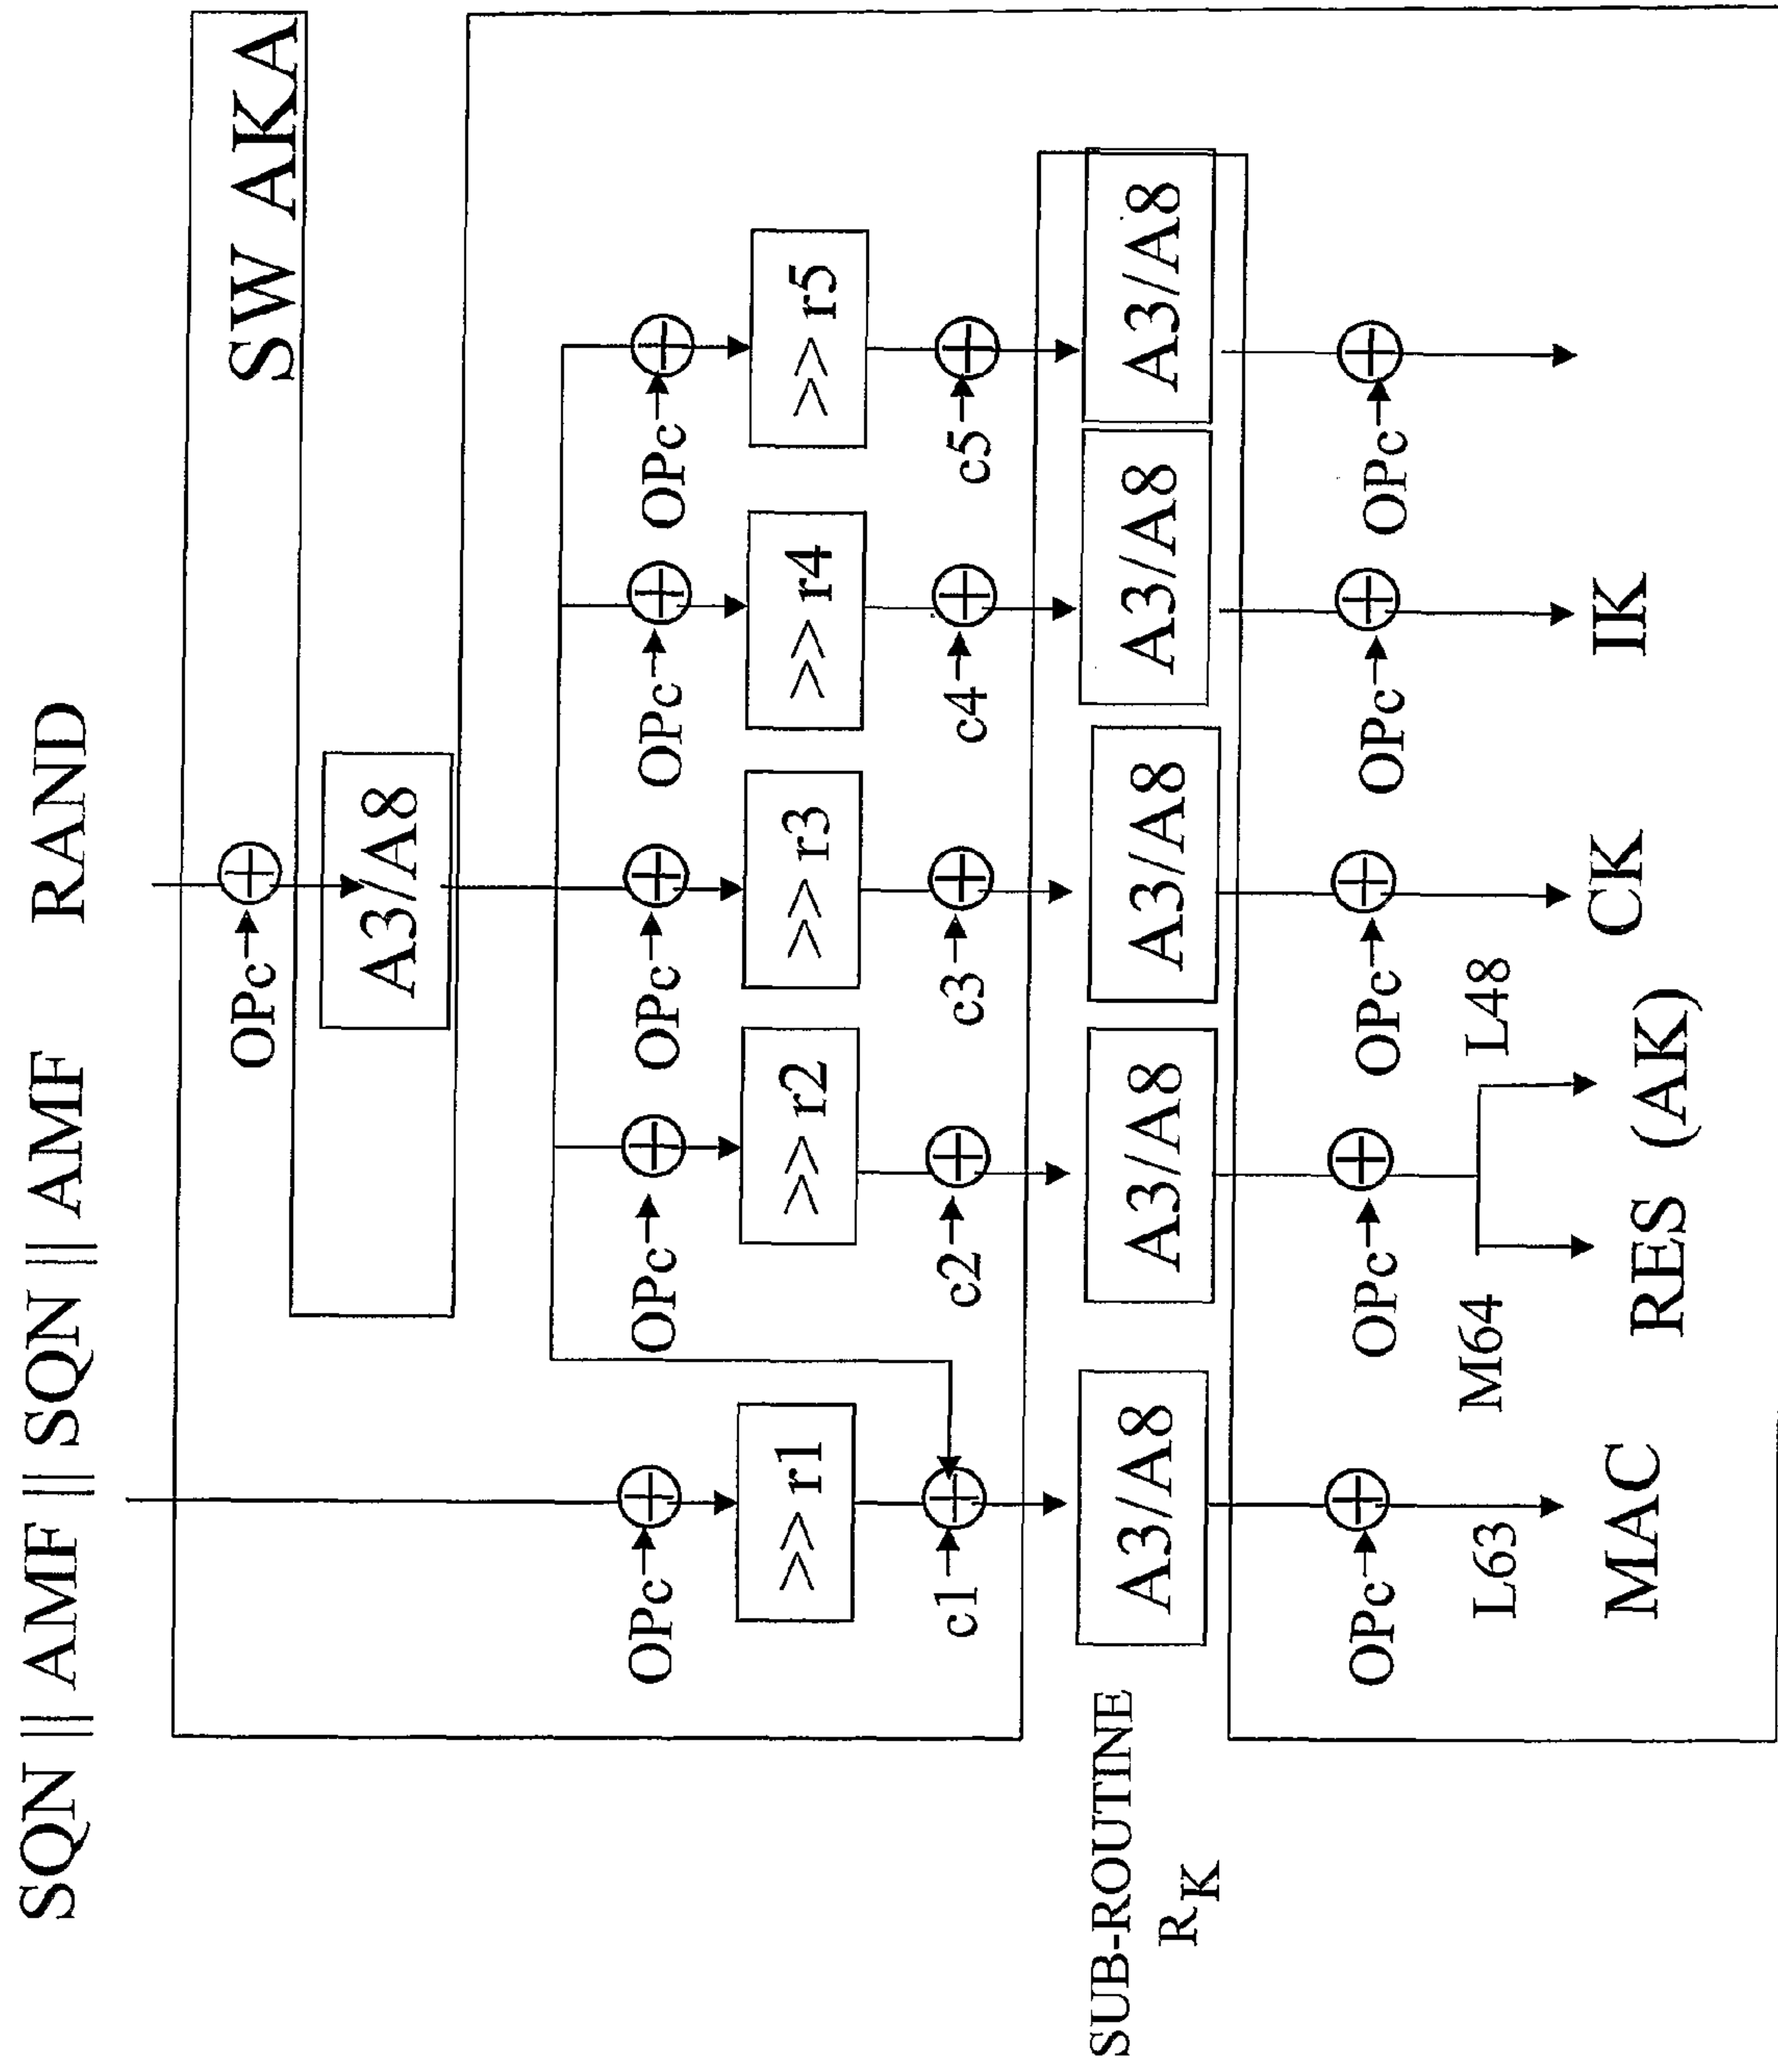 SQN || AMF || SQN || AMF RAND
SW AKA
OPc
A3/A8
OPc OPc OPc OPc OPc
>> r1 >> r2 >> r3 >> r4 >> r5
c1 c2 c3 c4 c5
SUB-ROUTINE
RK
A3/A8 A3/A8 A3/A8 A3/A8 A3/A8
OPc OPc OPc OPc OPc
L63 M64 L48
MAC RES (AK) CK IK